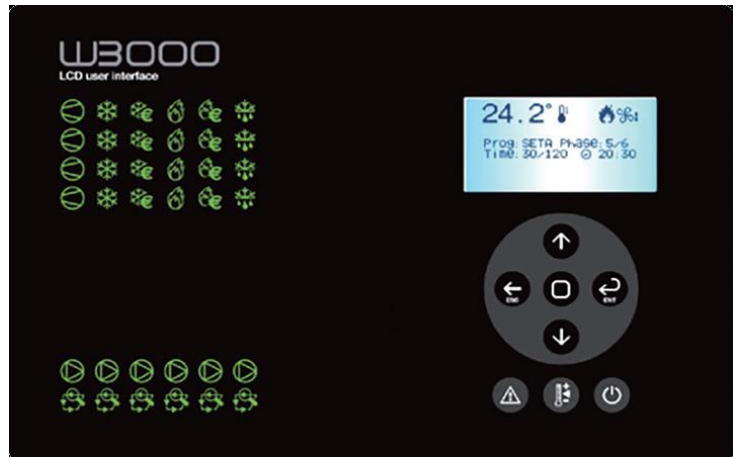 W3000
LCD user interface
24.2°
Prog:SETA Phase:5/6
Time:30/120 20:30
ESC
ENT